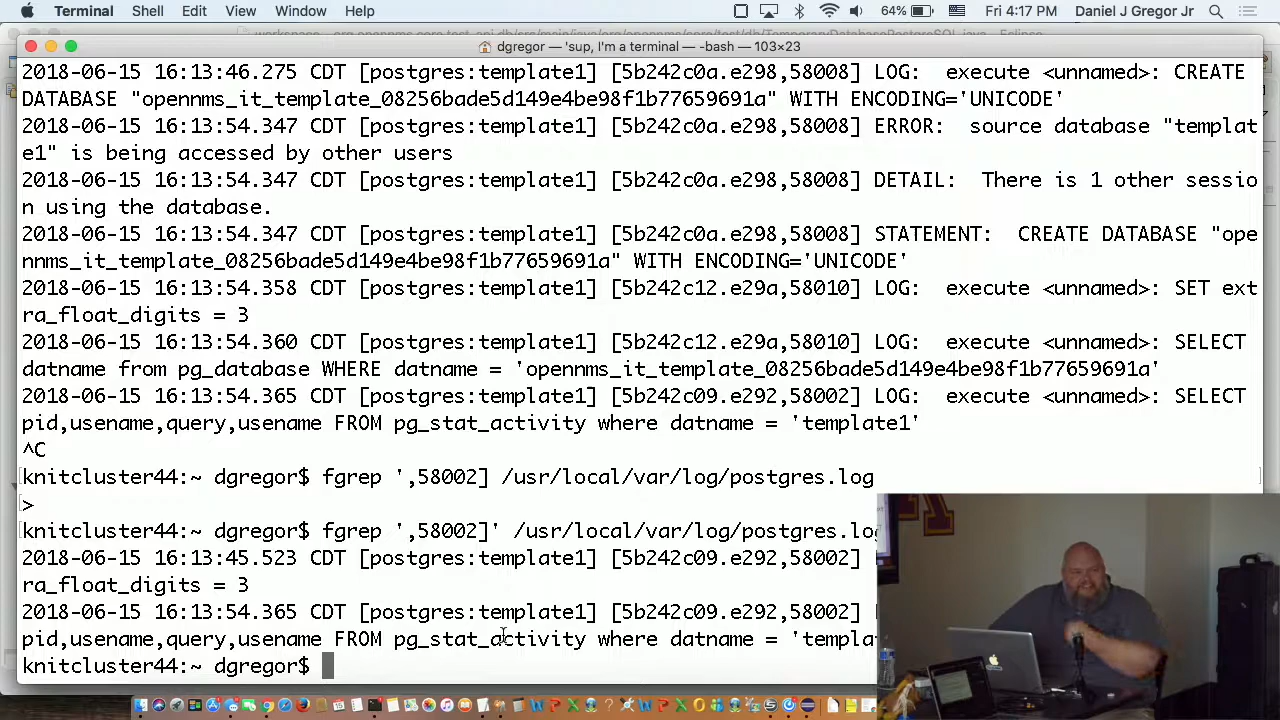 Terminal Shell Edit View Window Help 64% Fri 4:17 PM Daniel J Gregor Jr
dgregor — 'sup, I'm a terminal — -bash — 103×23
2018-06-15 16:13:46.275 CDT [postgres:template1] [5b242c0a.e298,58008] LOG:  execute <unnamed>: CREATE
DATABASE "opennms_it_template_08256bade5d149e4be98f1b77659691a" WITH ENCODING='UNICODE'
2018-06-15 16:13:54.347 CDT [postgres:template1] [5b242c0a.e298,58008] ERROR:  source database "templat
e1" is being accessed by other users
2018-06-15 16:13:54.347 CDT [postgres:template1] [5b242c0a.e298,58008] DETAIL:  There is 1 other sessio
n using the database.
2018-06-15 16:13:54.347 CDT [postgres:template1] [5b242c0a.e298,58008] STATEMENT:  CREATE DATABASE "ope
nnms_it_template_08256bade5d149e4be98f1b77659691a" WITH ENCODING='UNICODE'
2018-06-15 16:13:54.358 CDT [postgres:template1] [5b242c12.e29a,58010] LOG:  execute <unnamed>: SET ext
ra_float_digits = 3
2018-06-15 16:13:54.360 CDT [postgres:template1] [5b242c12.e29a,58010] LOG:  execute <unnamed>: SELECT
datname from pg_database WHERE datname = 'opennms_it_template_08256bade5d149e4be98f1b77659691a'
2018-06-15 16:13:54.365 CDT [postgres:template1] [5b242c09.e292,58002] LOG:  execute <unnamed>: SELECT
pid,usename,query,usename FROM pg_stat_activity where datname = 'template1'
^C
knitcluster44:~ dgregor$ fgrep ',58002] /usr/local/var/log/postgres.log
>
knitcluster44:~ dgregor$ fgrep ',58002]' /usr/local/var/log/postgres.log
2018-06-15 16:13:45.523 CDT [postgres:template1] [5b242c09.e292,58002]
ra_float_digits = 3
2018-06-15 16:13:54.365 CDT [postgres:template1] [5b242c09.e292,58002]
pid,usename,query,usename FROM pg_stat_activity where datname = 'templat
knitcluster44:~ dgregor$